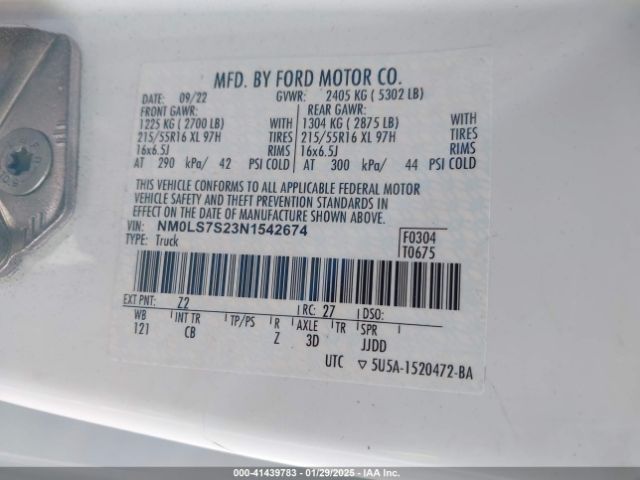 MFD. BY FORD MOTOR CO.
DATE: 09/22 GVWR: 2405 KG ( 5302 LB)
FRONT GAWR: REAR GAWR:
1225 KG ( 2700 LB) WITH 1304 KG ( 2875 LB) WITH
215/55R16 XL 97H TIRES 215/55R16 XL 97H TIRES
16x6.5J RIMS 16x6.5J RIMS
AT 290 kPa/ 42 PSI COLD AT 300 kPa/ 44 PSI COLD
THIS VEHICLE CONFORMS TO ALL APPLICABLE FEDERAL MOTOR
VEHICLE SAFETY AND THEFT PREVENTION STANDARDS IN
EFFECT ON THE DATE OF MANUFACTURE SHOWN ABOVE.
VIN: NM0LS7S23N1542674
TYPE: Truck
F0304
T0675
EXT PNT: Z2 RC: 27 DSO:
WB INT TR TP/PS R AXLE TR SPR
121 CB Z 3D JJDD
UTC ▽ 5U5A-1520472-BA
000-41439783 - 01/29/2025 - IAA Inc.